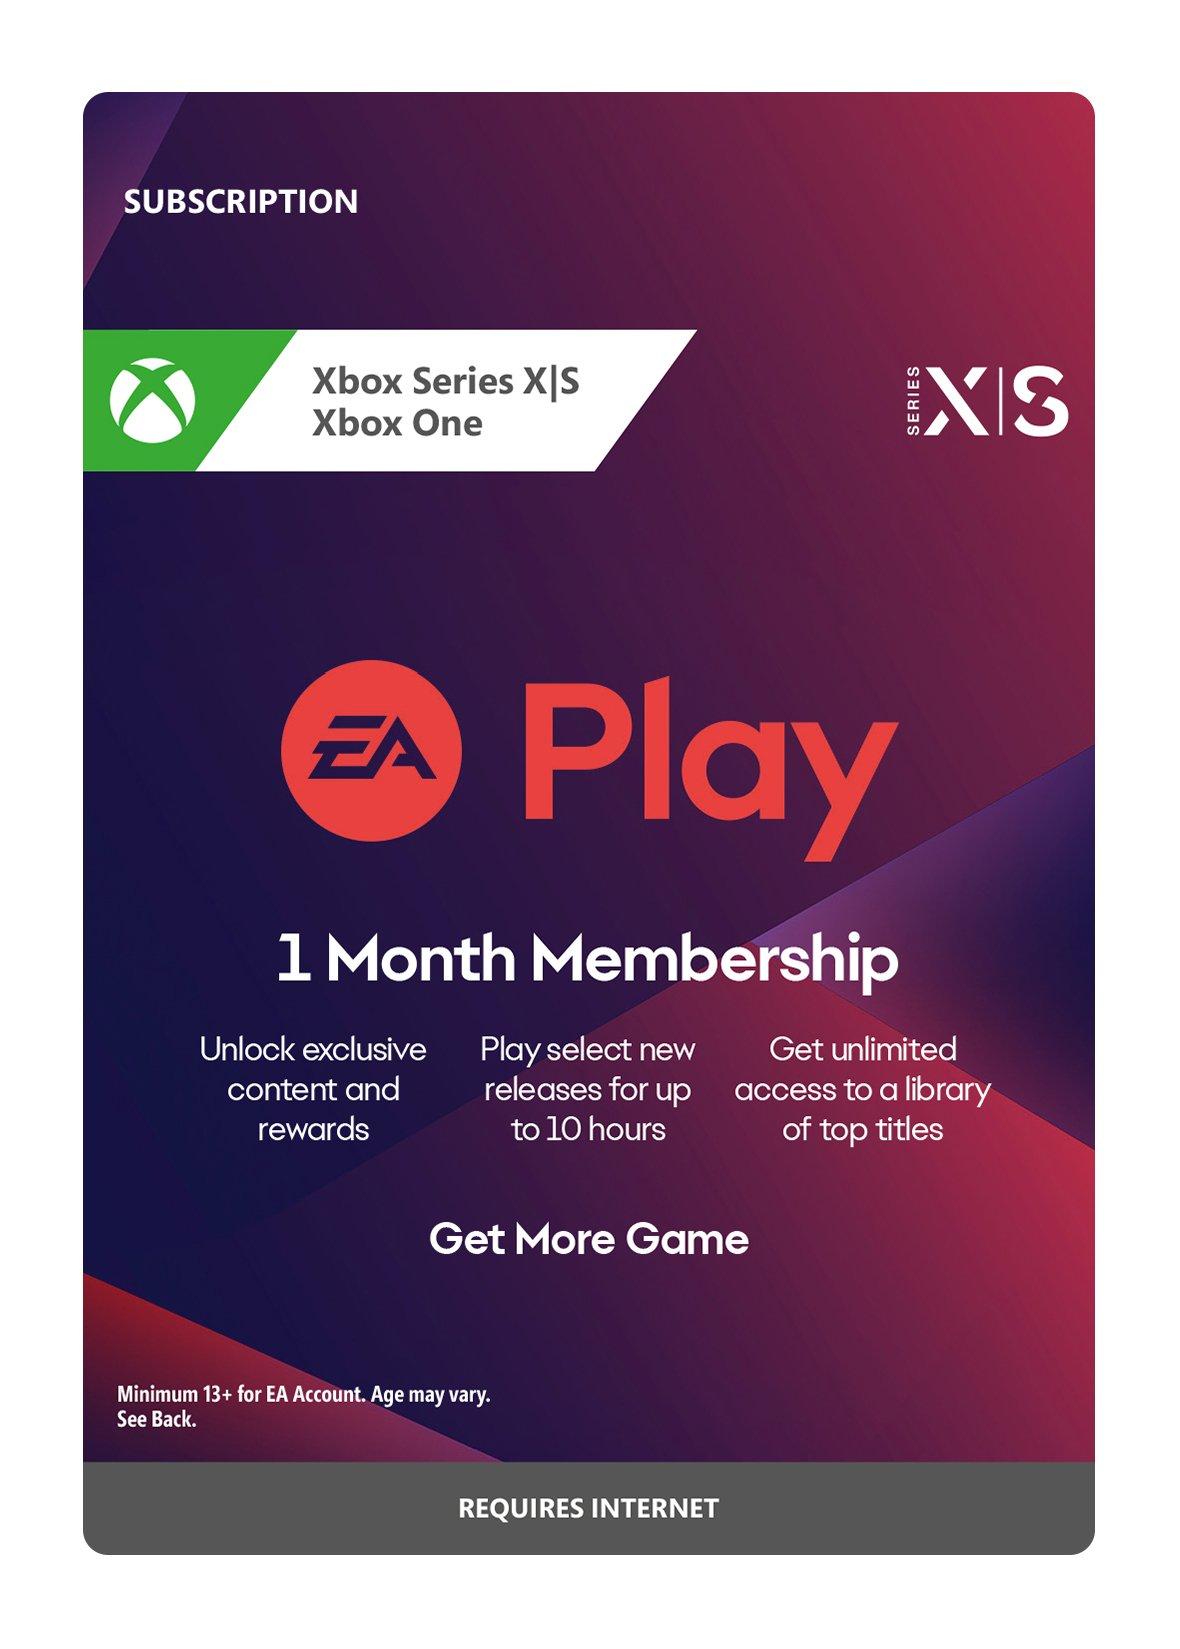 SUBSCRIPTION
Xbox Series X|S
Xbox One
SERIES X|S
EA Play
1 Month Membership
Unlock exclusive
content and
rewards
Play select new
releases for up
to 10 hours
Get unlimited
access to a library
of top titles
Get More Game
Minimum 13+ for EA Account. Age may vary.
See Back.
REQUIRES INTERNET